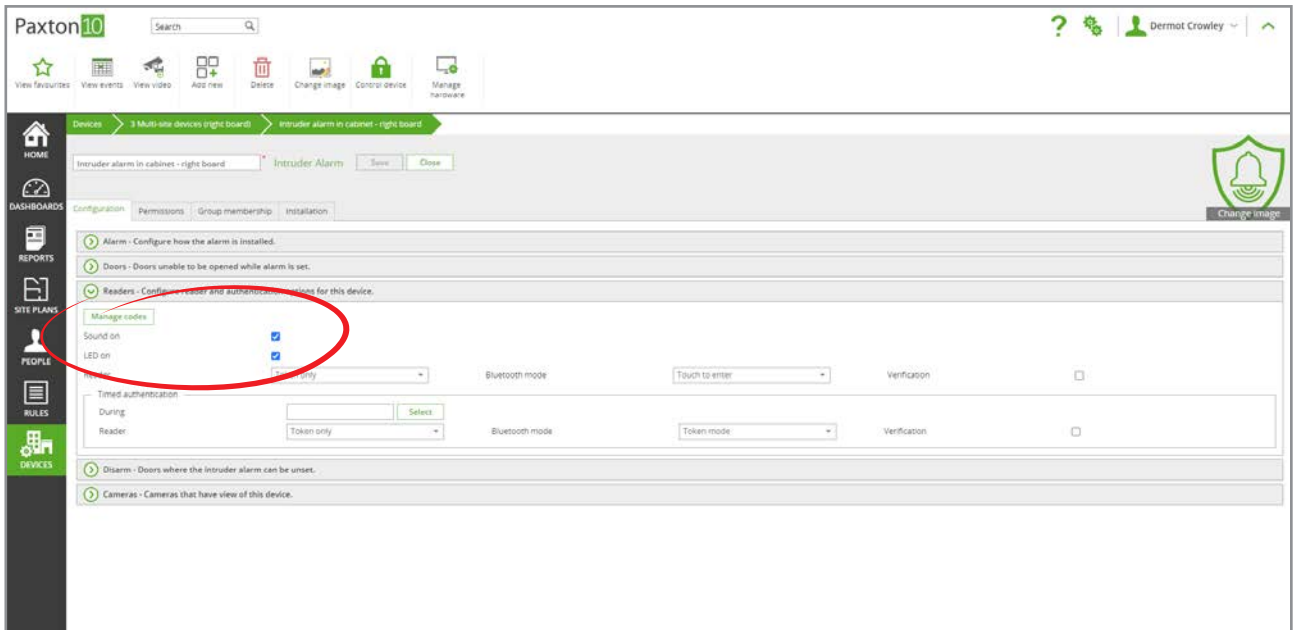 Paxton10
Search
Dermot Crowley
View favourites View events View video Add new Delete Change image Control device Manage hardware
HOME
DASHBOARDS
REPORTS
SITE PLANS
PEOPLE
RULES
DEVICES
Devices 3 Multi-site devices (right board) Intruder alarm in cabinet - right board
Intruder alarm in cabinet - right board * Intruder Alarm Save Close
Change image
Configuration Permissions Group membership Installation
Alarm - Configure how the alarm is installed.
Doors - Doors unable to be opened while alarm is set.
Readers - Configure reader and authentication options for this device.
Manage codes
Sound on
LED on
Reader Token only Bluetooth mode Touch to enter Verification
Timed authentication
During Select
Reader Token only Bluetooth mode Token mode Verification
Disarm - Doors where the intruder alarm can be unset.
Cameras - Cameras that have view of this device.